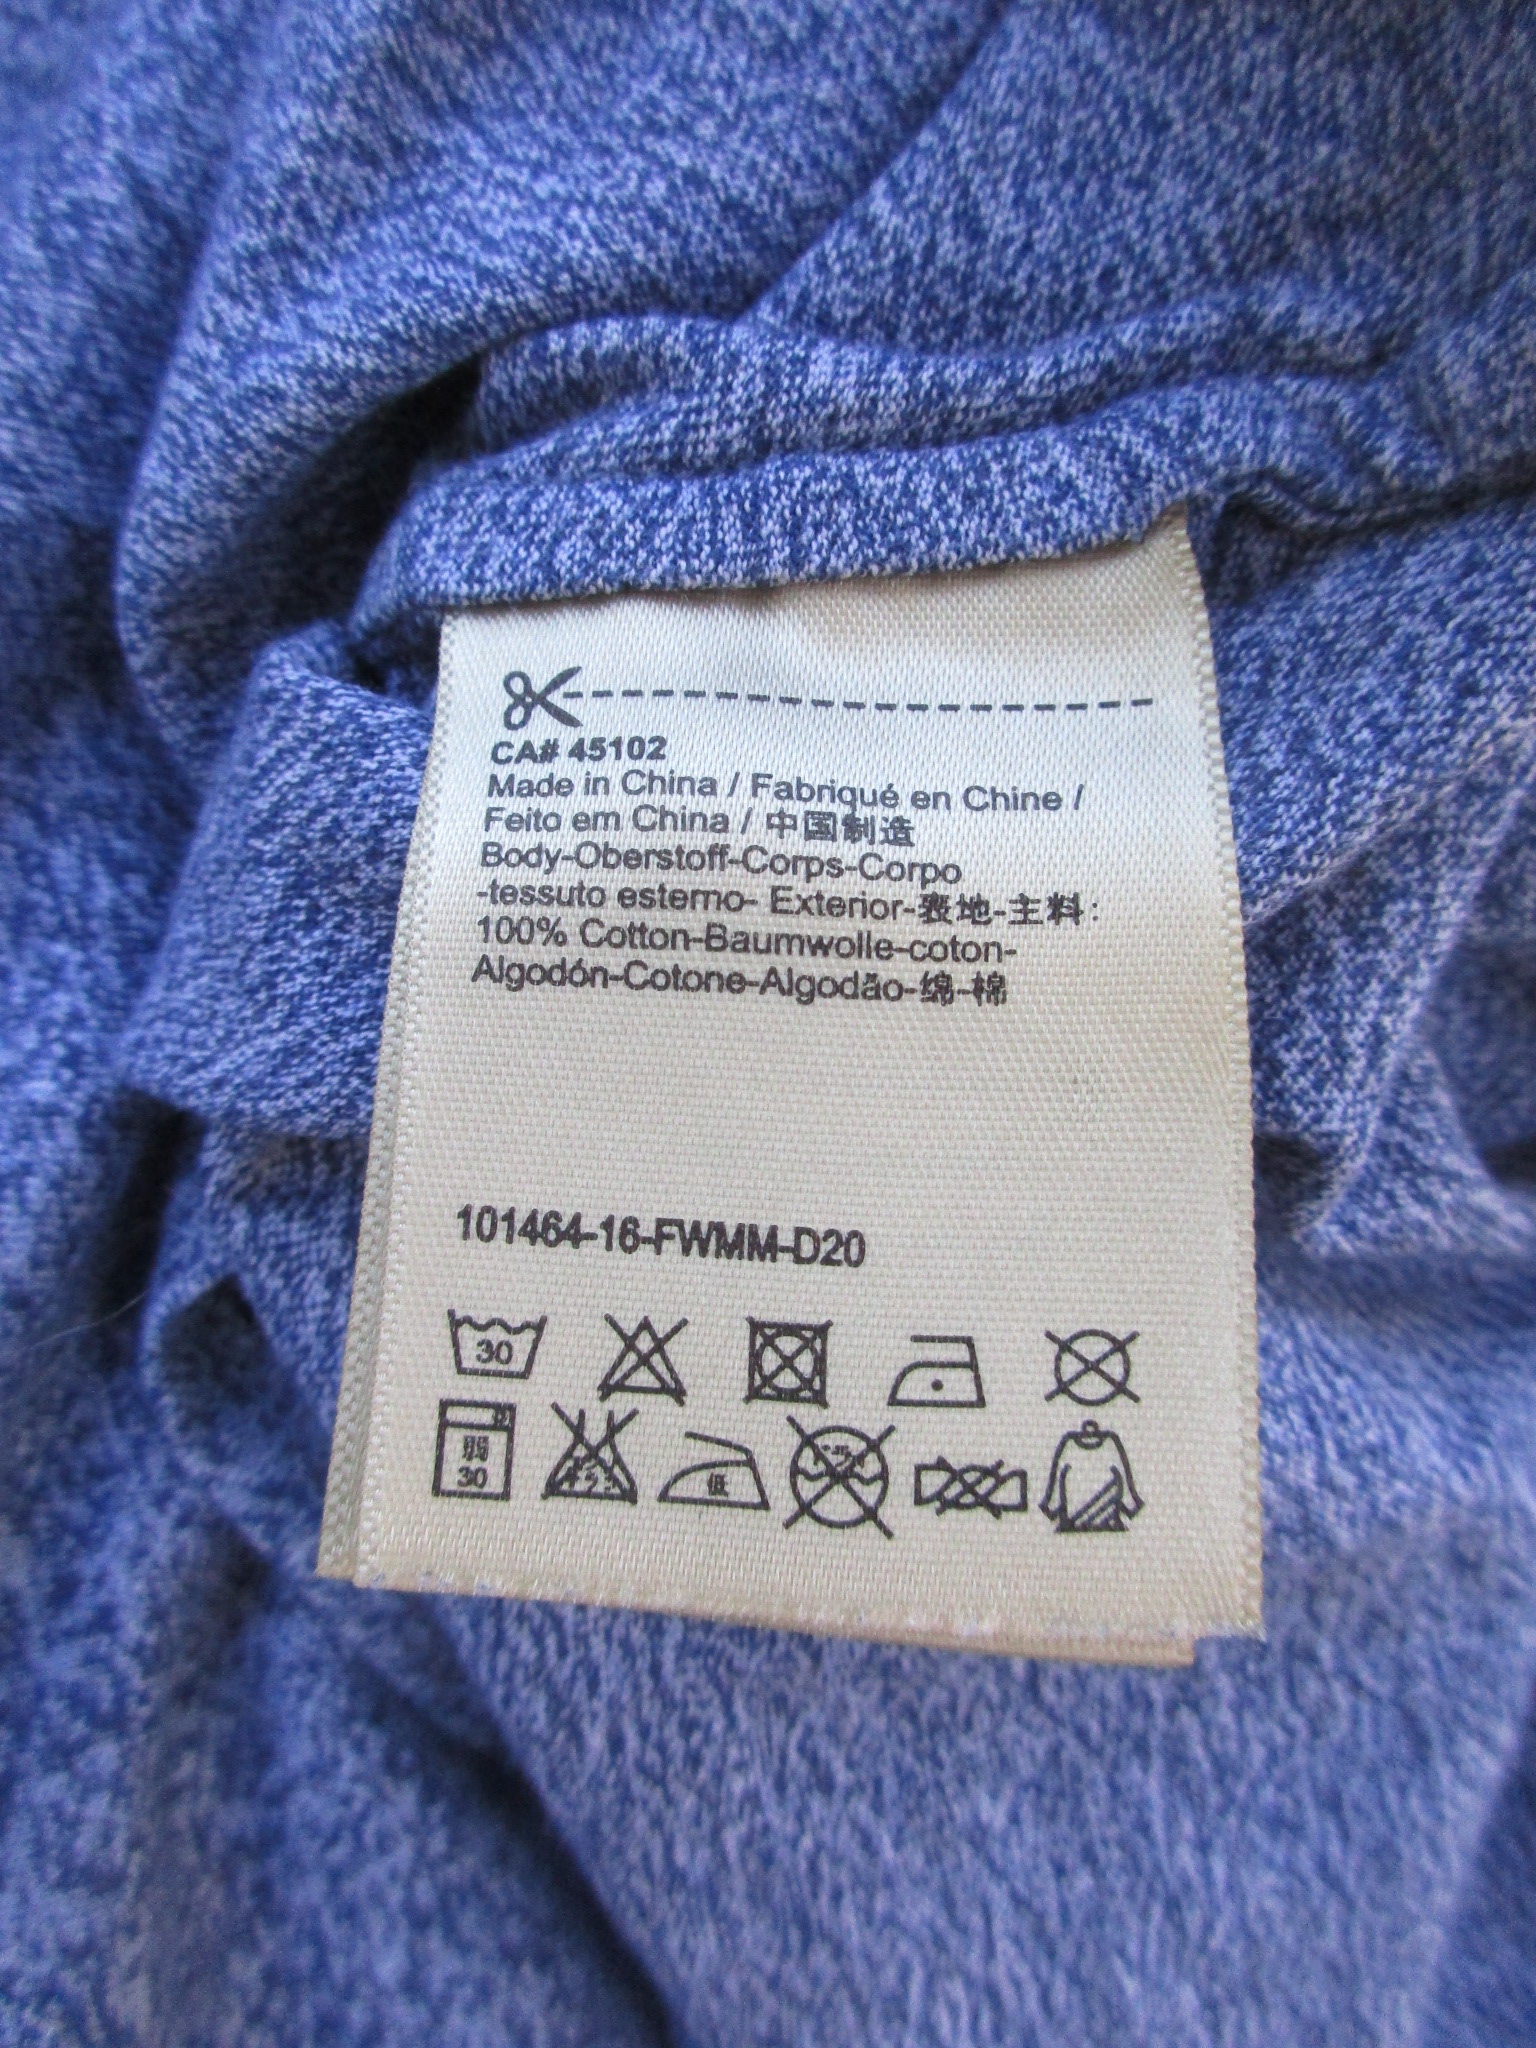 CA# 45102
Made in China / Fabriqué en Chine /
Feito em China / 中国制造
Body-Oberstoff-Corps-Corpo
-tessuto esterno- Exterior-表地-主料:
100% Cotton-Baumwolle-coton-
Algodón-Cotone-Algodão-绵-棉
101464-16-FWMM-D20
30
弱 低
30